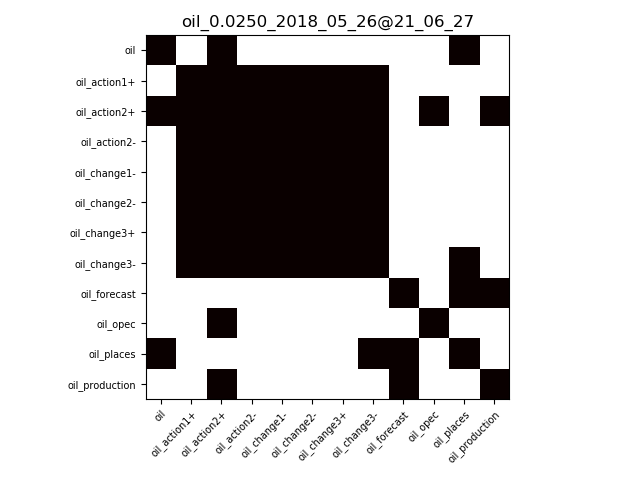 oil_0.0250_2018_05_26@21_06_27
oil
oil_action1+
oil_action2+
oil_action2-
oil_change1-
oil_change2-
oil_change3+
oil_change3-
oil_forecast
oil_opec
oil_places
oil_production
oil
oil_action1+
oil_action2+
oil_action2-
oil_change1-
oil_change2-
oil_change3+
oil_change3-
oil_forecast
oil_opec
oil_places
oil_production